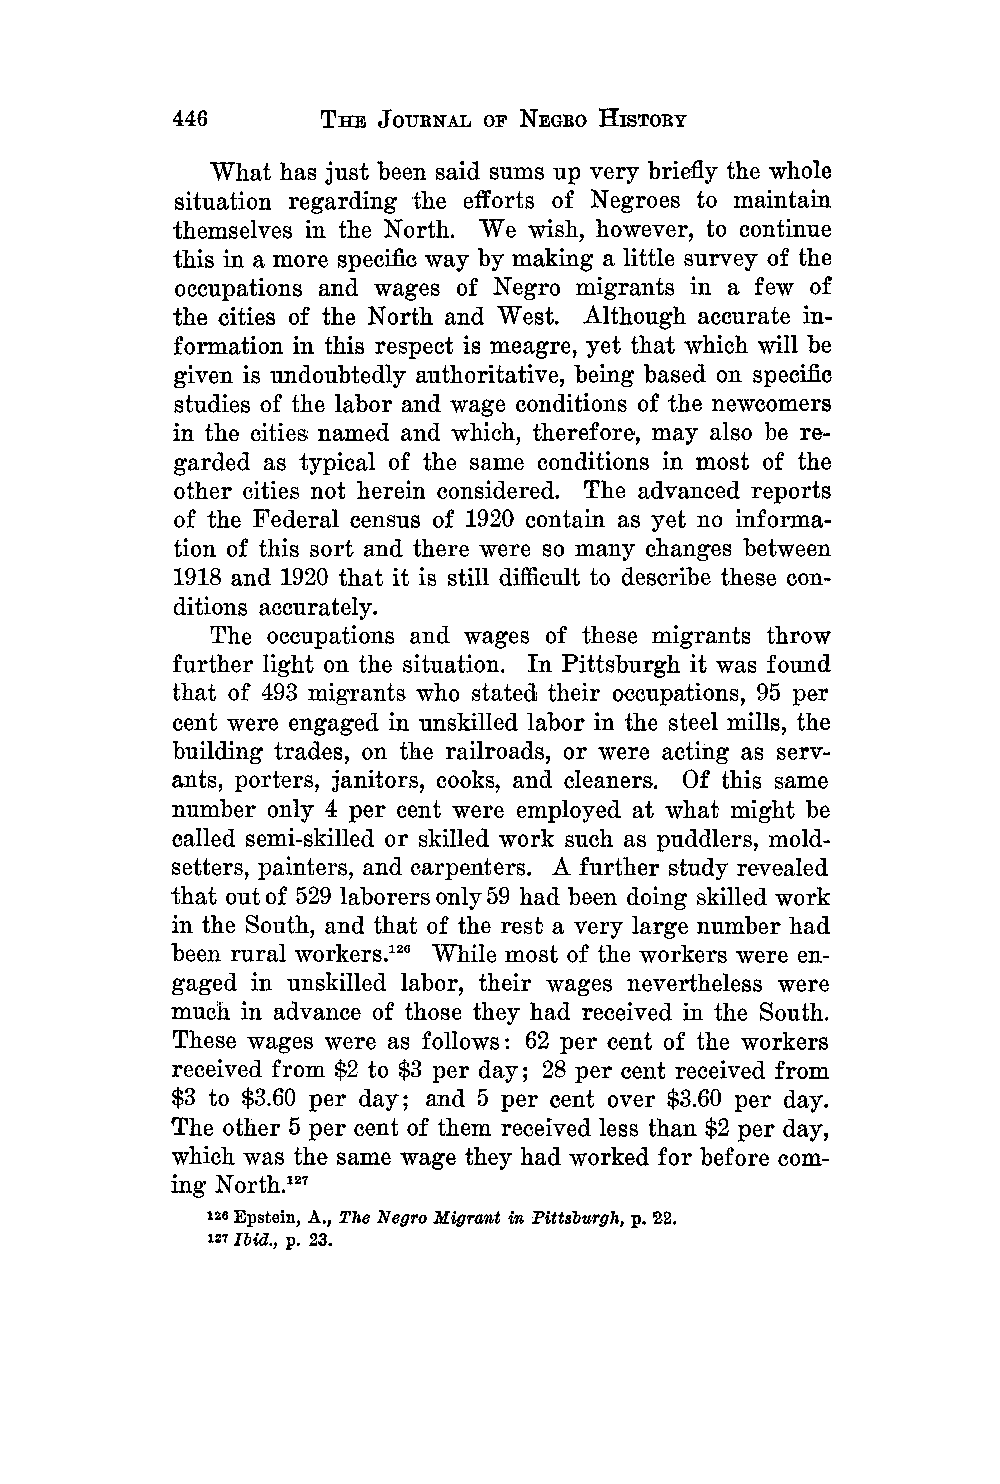 446 THE JOURNAL OF NEGRO HISTORY
What has just been said sums up very briefly the whole
situation regarding the efforts of Negroes to maintain
themselves in the North. We wish, however, to continue
this in a more specific way by making a little survey of the
occupations and wages of Negro migrants in a few of
the cities of the North and West. Although accurate in-
formation in this respect is meagre, yet that which will be
given is undoubtedly authoritative, being based on specific
studies of the labor and wage conditions of the newcomers
in the cities named and which, therefore, may also be re-
garded as typical of the same conditions in most of the
other cities not herein considered. The advanced reports
of the Federal census of 1920 contain as yet no informa-
tion of this sort and there were so many changes between
1918 and 1920 that it is still difficult to describe these con-
ditions accurately.
The occupations and wages of these migrants throw
further light on the situation. In Pittsburgh it was found
that of 493 migrants who stated their occupations, 95 per
cent were engaged in unskilled labor in the steel mills, the
building trades, on the railroads, or were acting as serv-
ants, porters, janitors, cooks, and cleaners. Of this same
number only 4 per cent were employed at what might be
called semi-skilled or skilled work such as puddlers, mold-
setters, painters, and carpenters. A further study revealed
that out of 529 laborers only 59 had been doing skilled work
in the South, and that of the rest a very large number had
been rural workers.¹²⁶ While most of the workers were en-
gaged in unskilled labor, their wages nevertheless were
much in advance of those they had received in the South.
These wages were as follows: 62 per cent of the workers
received from $2 to $3 per day; 28 per cent received from
$3 to $3.60 per day; and 5 per cent over $3.60 per day.
The other 5 per cent of them received less than $2 per day,
which was the same wage they had worked for before com-
ing North.¹²⁷
¹²⁶ Epstein, A., The Negro Migrant in Pittsburgh, p. 22.
¹²⁷ Ibid., p. 23.